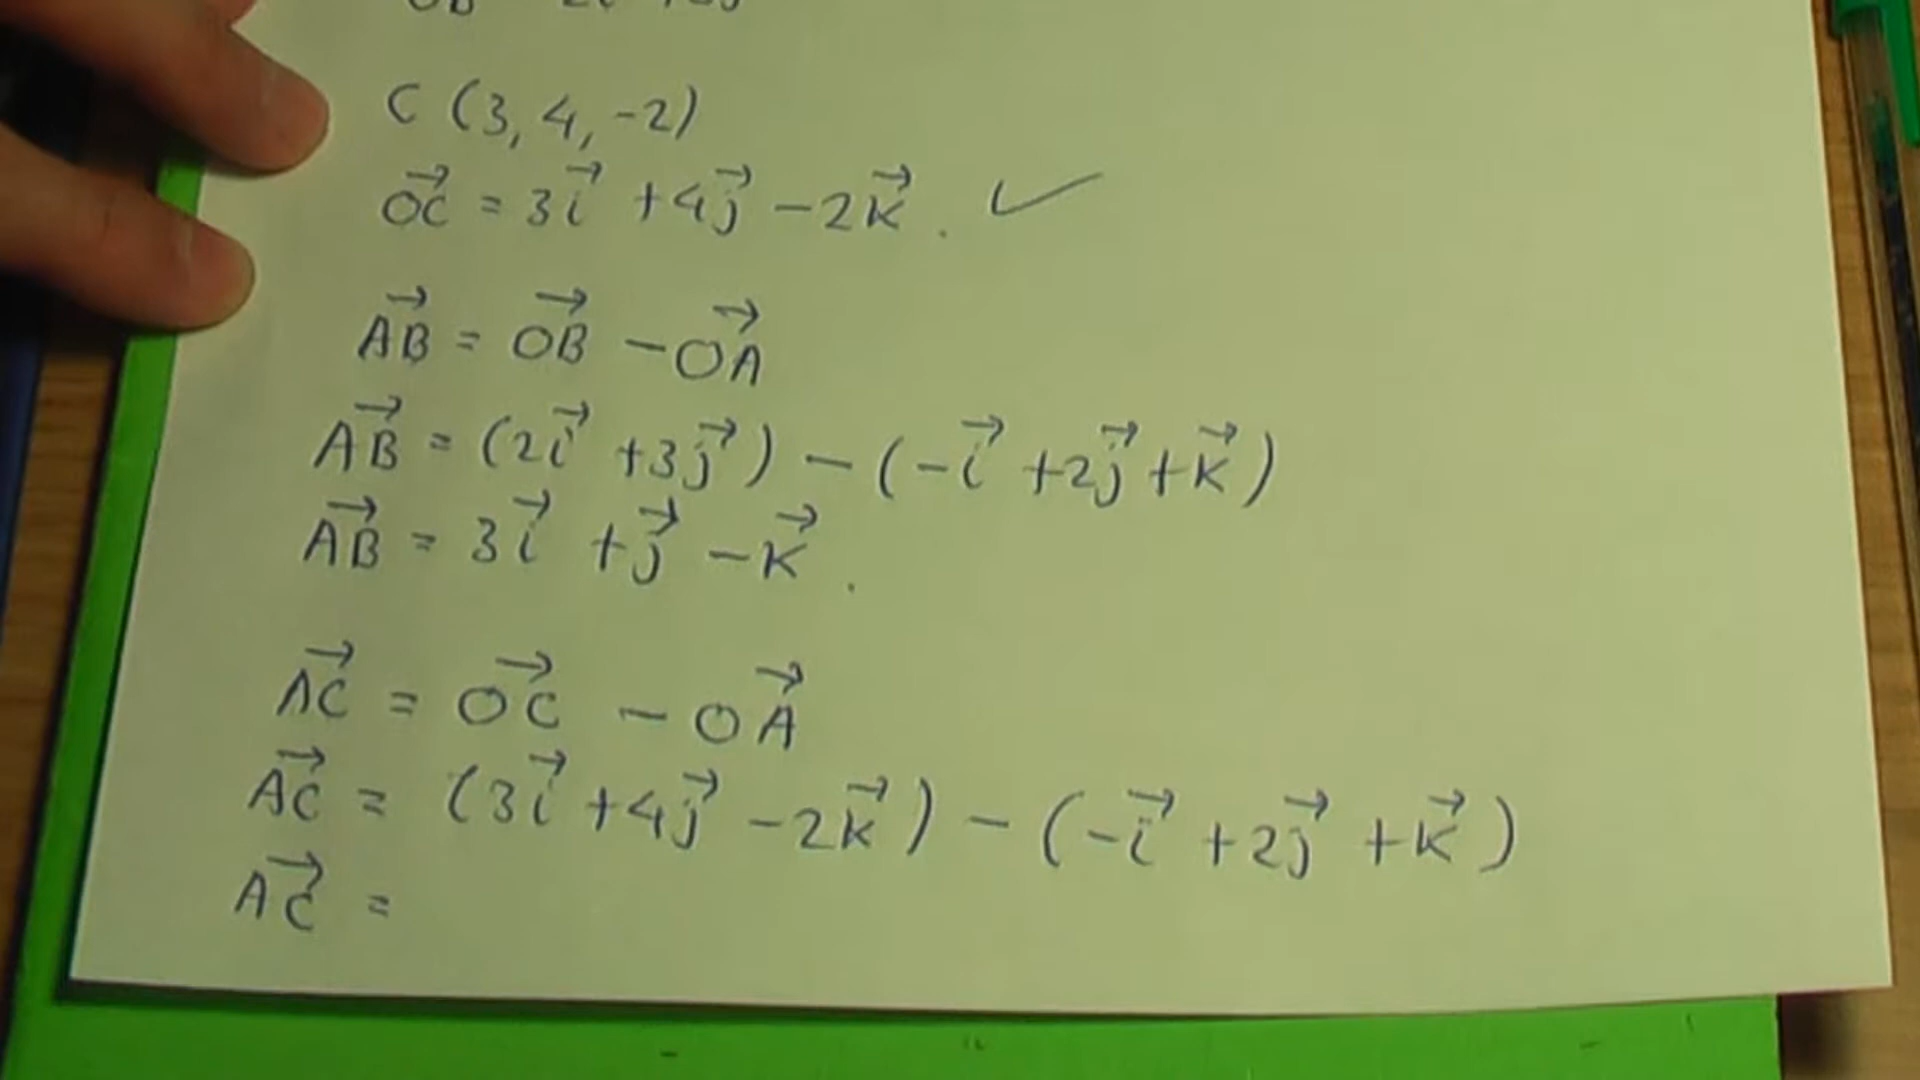 C (3, 4, -2)
O⃗C = 3i⃗ + 4j⃗ - 2k⃗ . ✓
A⃗B = O⃗B - O⃗A
A⃗B = (2i⃗ + 3j⃗) - (-i⃗ + 2j⃗ + k⃗)
A⃗B = 3i⃗ + j⃗ - k⃗ .
A⃗C = O⃗C - O⃗A
A⃗C = (3i⃗ + 4j⃗ - 2k⃗) - (-i⃗ + 2j⃗ + k⃗)
A⃗C =